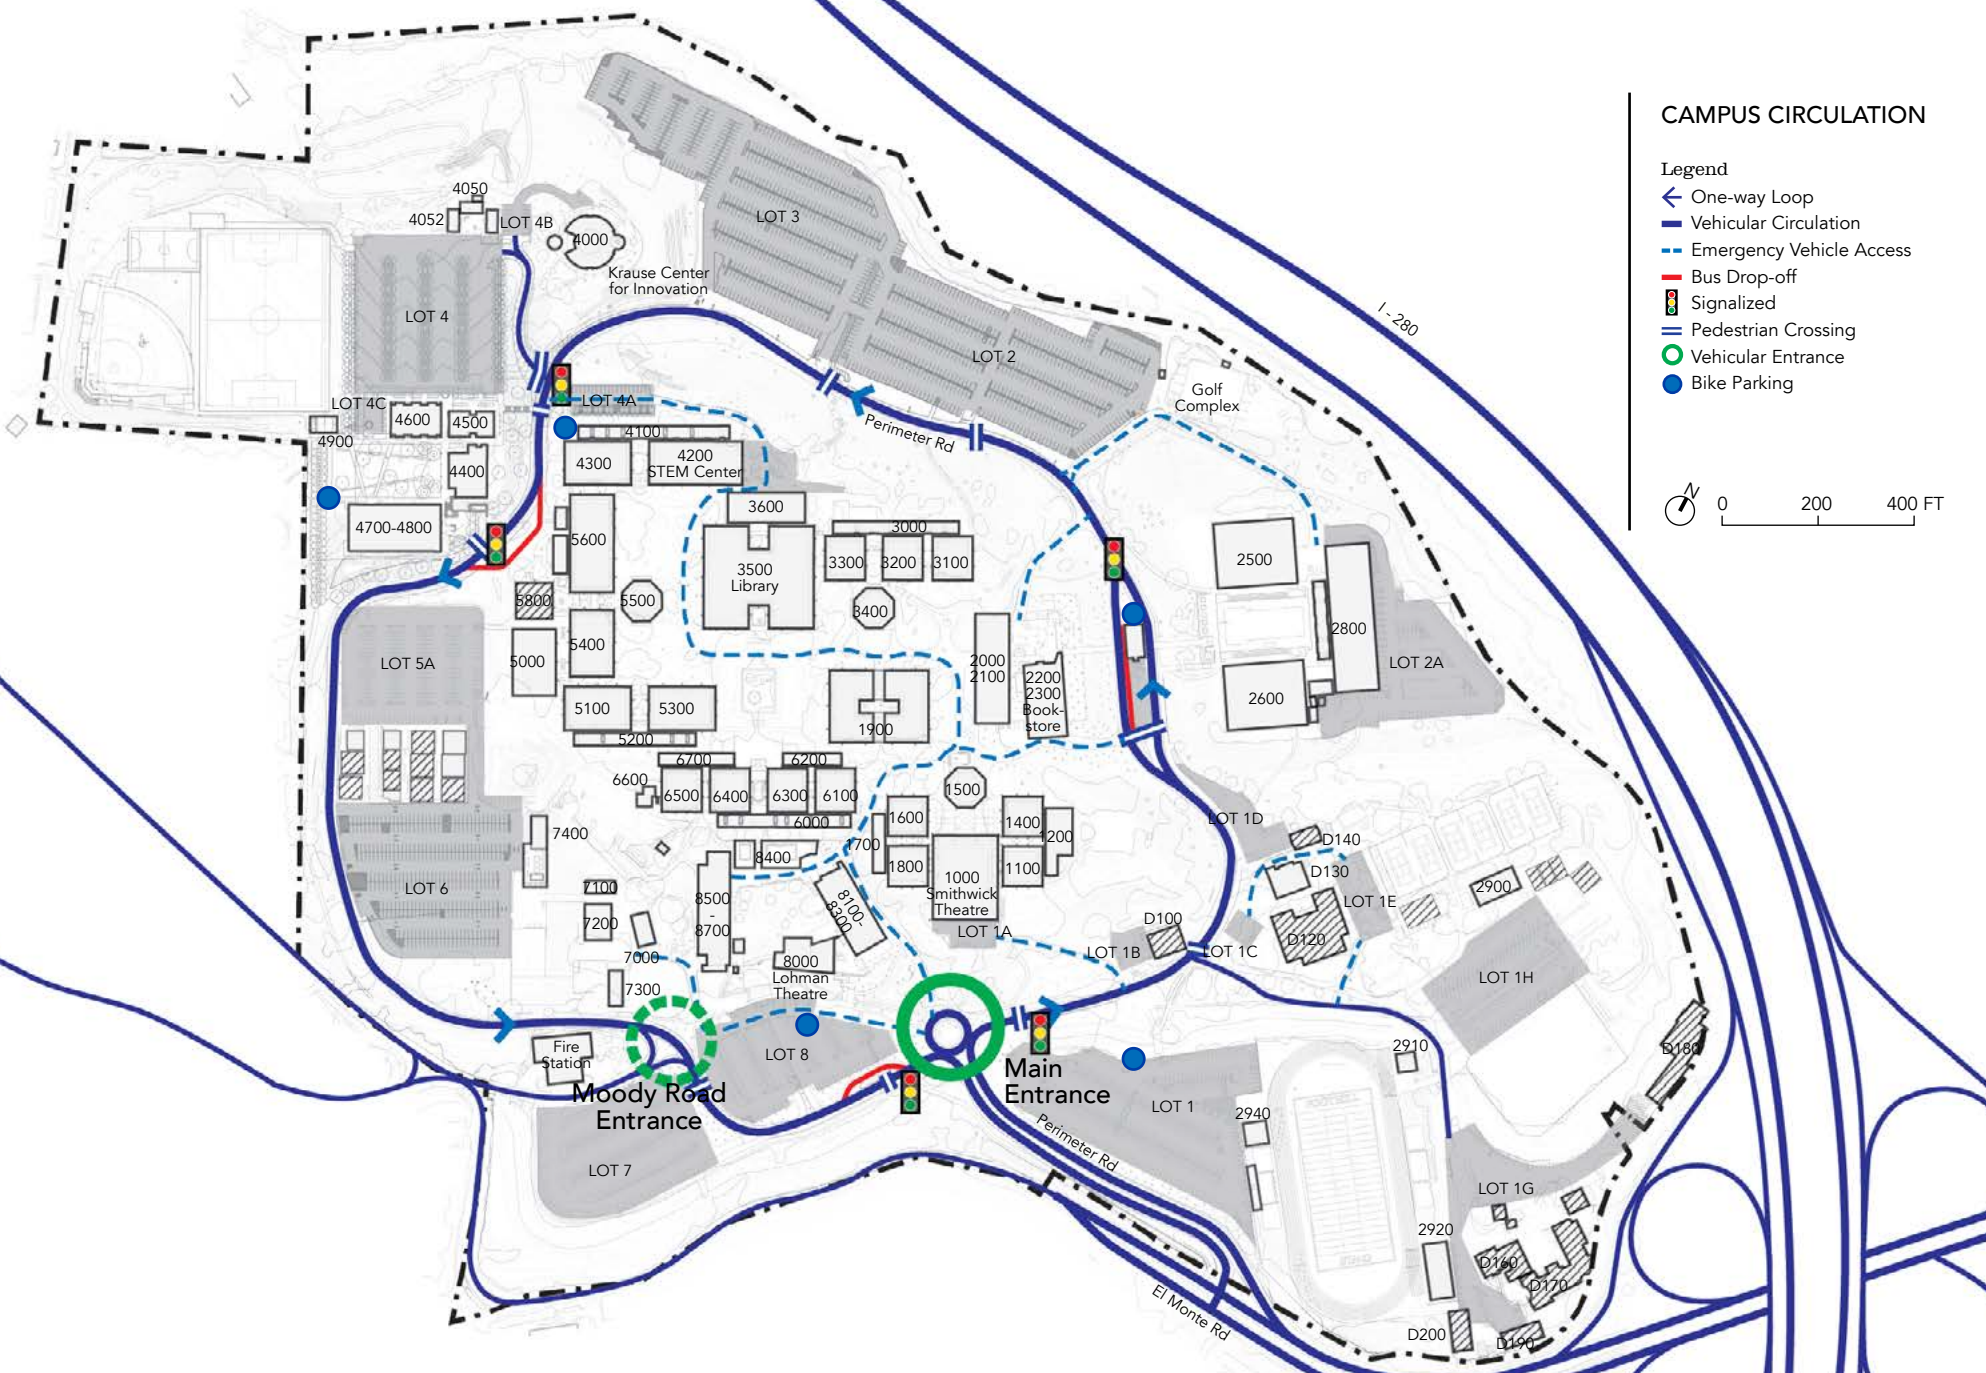 CAMPUS CIRCULATION
Legend
One-way Loop
Vehicular Circulation
Emergency Vehicle Access
Bus Drop-off
Signalized
Pedestrian Crossing
Vehicular Entrance
Bike Parking
N
0 200 400 FT
I - 280
LOT 3
4050
4052
LOT 4B
4000
Krause Center
for Innovation
LOT 4
LOT 2
Golf
Complex
Perimeter Rd
LOT 4C
4600
4500
LOT 4A
4900
4100
4400
4300
4200
STEM Center
4700-4800
3600
3000
5600
3500
Library
3300
3200
3100
2500
5800
5500
3400
2800
5400
5000
LOT 5A
2000
2100
2200
2300
Book-
store
LOT 2A
2600
5100
5300
1900
5200
6700
6200
6600
6500
6400
6300
6100
1500
6000
1600
1400
1200
LOT 1D
D140
7400
1700
8400
1800
1100
D130
1000
Smithwick
Theatre
LOT 6
7100
8500
-
8700
8100-
8300
2900
LOT 1E
7200
D100
D120
LOT 1A
LOT 1B
LOT 1C
7000
8000
Lohman
Theatre
LOT 1H
7300
Fire
Station
LOT 8
Main
Entrance
2910
D180
Moody Road
Entrance
LOT 1
2940
Perimeter Rd
LOT 7
LOT 1G
2920
D160
D170
El Monte Rd
D200
D190